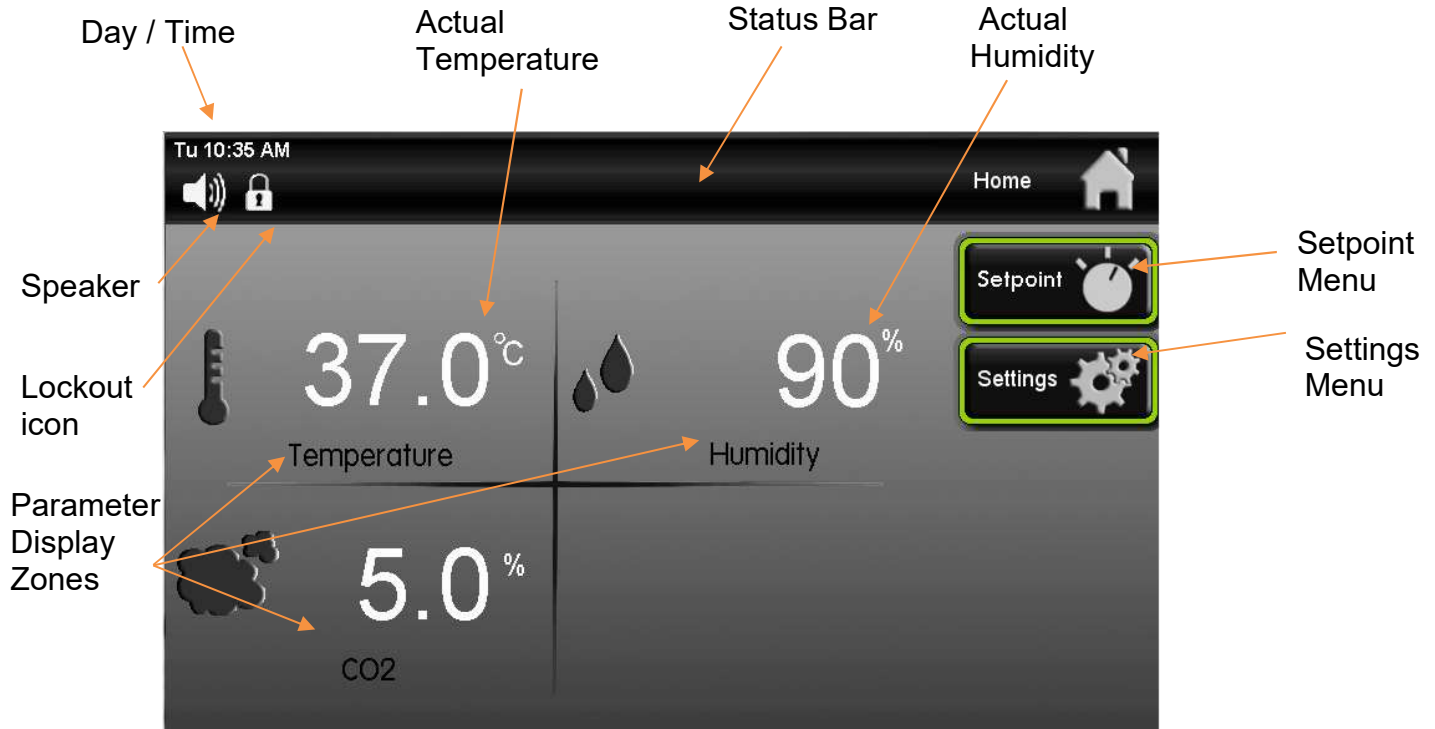 Day / Time
Actual
Temperature
Status Bar
Actual
Humidity
Tu 10:35 AM
Home
Speaker
Setpoint
Setpoint
Menu
37.0°C
90%
Settings
Settings
Menu
Lockout
icon
Temperature
Humidity
Parameter
Display
Zones
5.0%
CO2